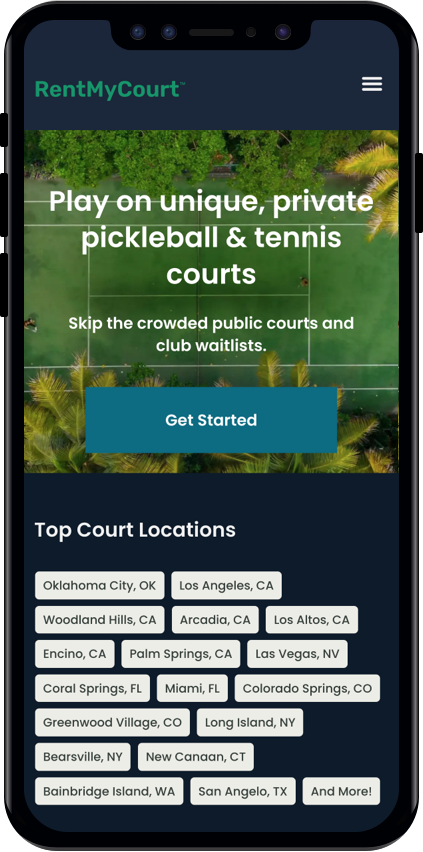 RentMyCourt™
Play on unique, private
pickleball & tennis
courts
Skip the crowded public courts and
club waitlists.
Get Started
Top Court Locations
Oklahoma City, OK Los Angeles, CA
Woodland Hills, CA Arcadia, CA Los Altos, CA
Encino, CA Palm Springs, CA Las Vegas, NV
Coral Springs, FL Miami, FL Colorado Springs, CO
Greenwood Village, CO Long Island, NY
Bearsville, NY New Canaan, CT
Bainbridge Island, WA San Angelo, TX And More!